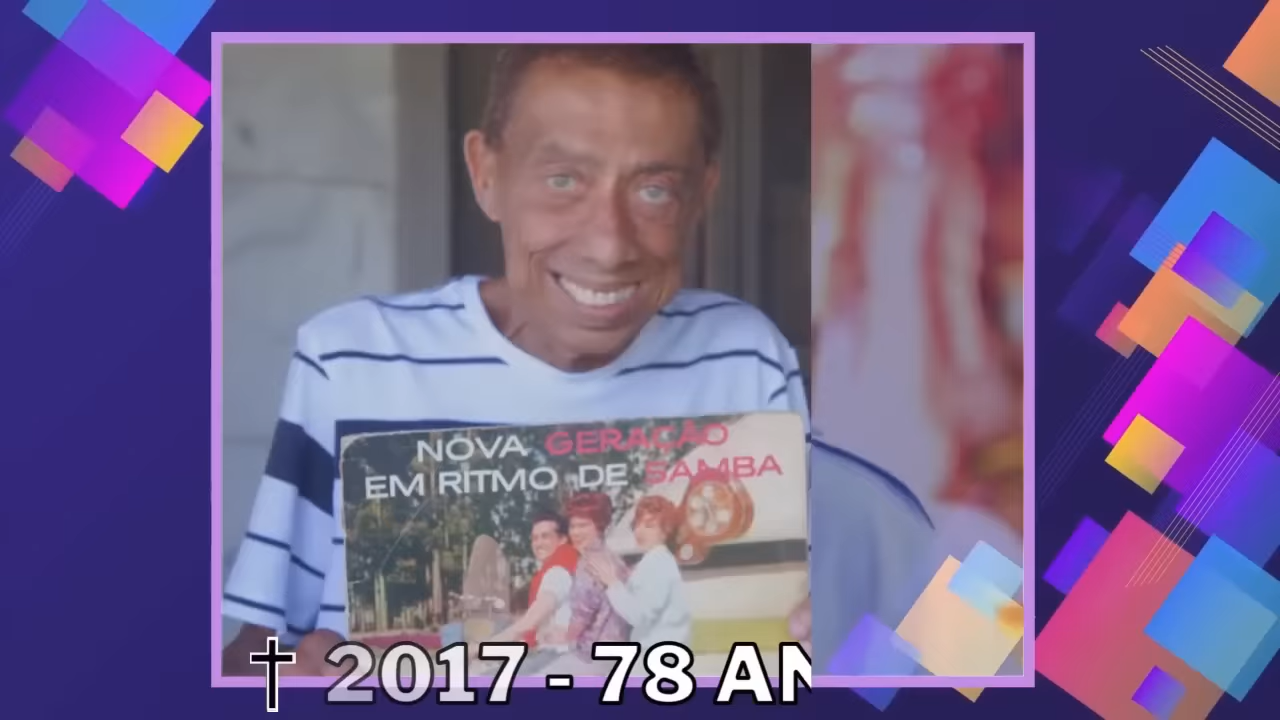 NOVA GERAÇÃO
EM RITMO DE SAMBA
✝ 2017 - 78 AN